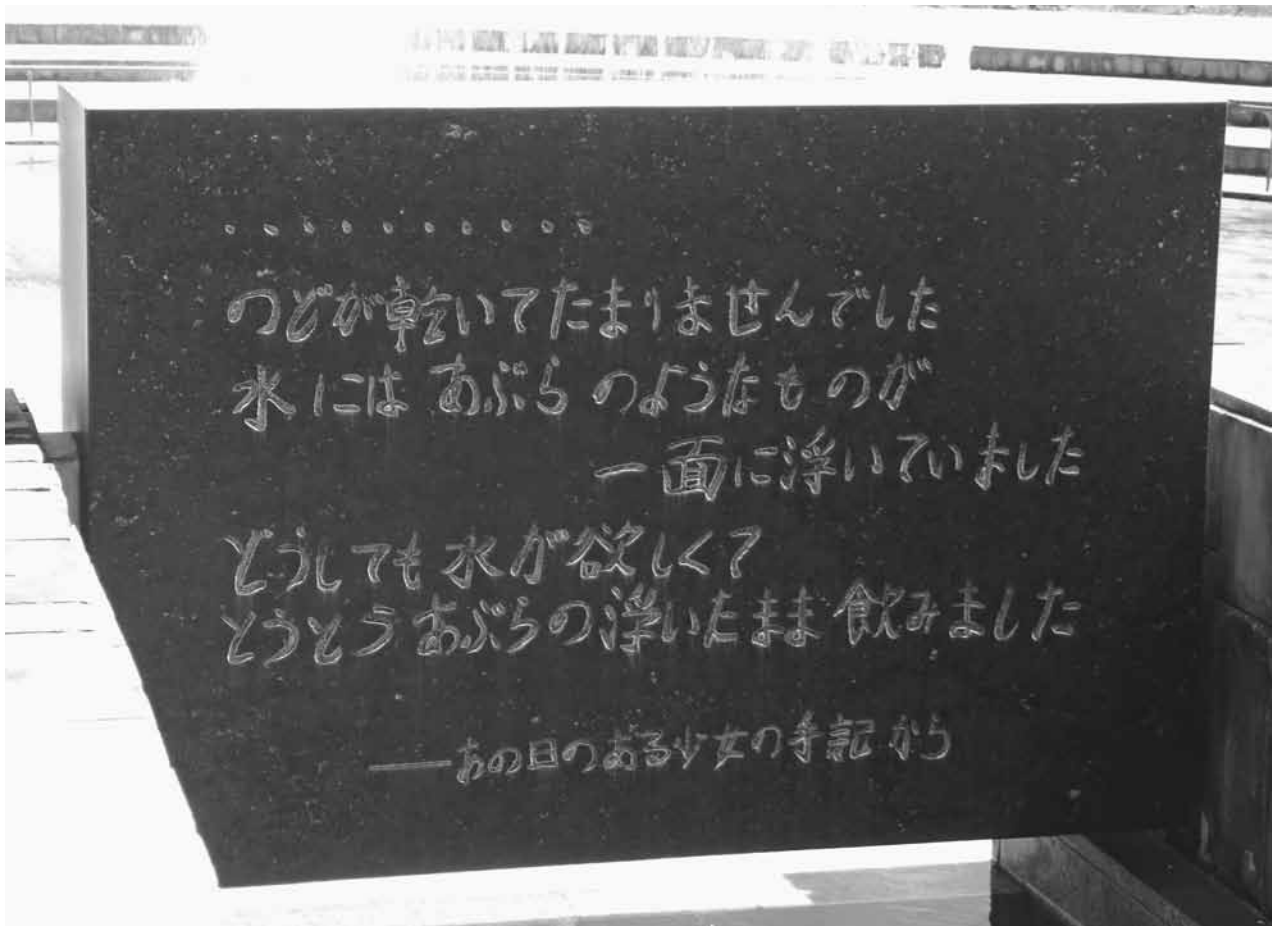 ・・・・・・・・・・
のどが乾いてたまりませんでした
水には あぶら のようなものが
一面に浮いていました
どうしても水が欲しくて
とうとうあぶらの浮いたまま 飲みました
――あの日のある少女の手記から